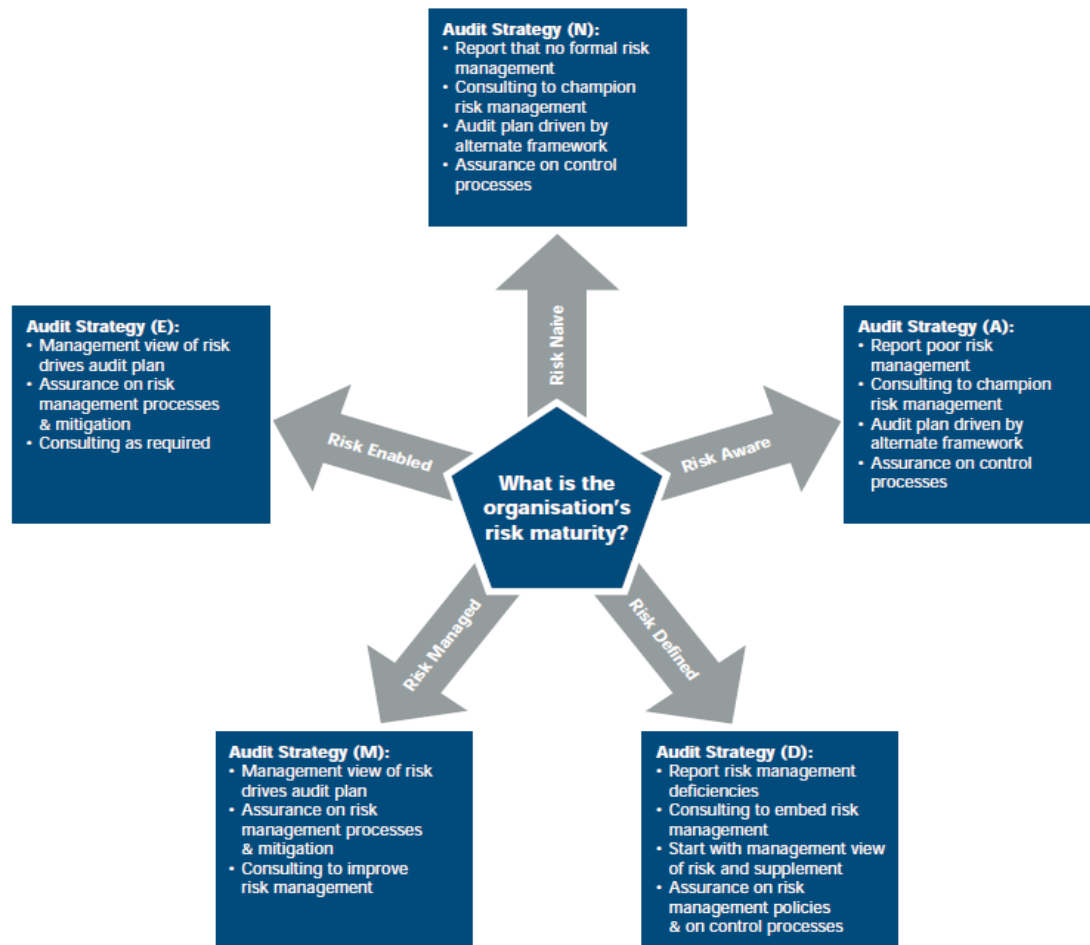 Audit Strategy (N):
• Report that no formal risk
management
• Consulting to champion
risk management
• Audit plan driven by
alternate framework
• Assurance on control
processes
Risk Naive
Audit Strategy (E):
• Management view of risk
drives audit plan
• Assurance on risk
management processes
& mitigation
• Consulting as required
Risk Enabled
Audit Strategy (A):
• Report poor risk
management
• Consulting to champion
risk management
• Audit plan driven by
alternate framework
• Assurance on control
processes
Risk Aware
What is the
organisation's
risk maturity?
Risk Managed
Risk Defined
Audit Strategy (M):
• Management view of risk
drives audit plan
• Assurance on risk
management processes
& mitigation
• Consulting to improve
risk management
Audit Strategy (D):
• Report risk management
deficiencies
• Consulting to embed risk
management
• Start with management view
of risk and supplement
• Assurance on risk
management policies
& on control processes